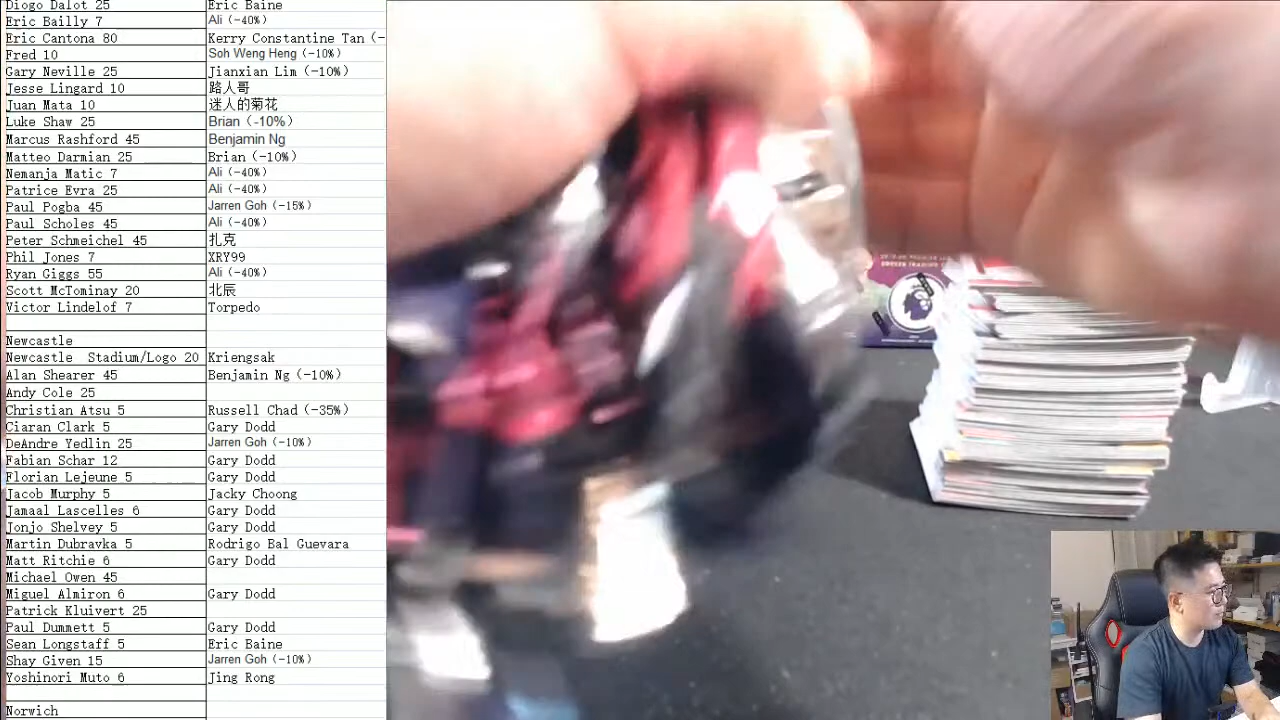 Diogo Dalot 25 Eric Baine
Eric Bailly 7 Ali (-40%)
Eric Cantona 80 Kerry Constantine Tan (-
Fred 10 Soh Weng Heng (-10%)
Gary Neville 25 Jianxian Lim (-10%)
Jesse Lingard 10 路人哥
Juan Mata 10 迷人的菊花
Luke Shaw 25 Brian (-10%)
Marcus Rashford 45 Benjamin Ng
Matteo Darmian 25 Brian (-10%)
Nemanja Matic 7 Ali (-40%)
Patrice Evra 25 Ali (-40%)
Paul Pogba 45 Jarren Goh (-15%)
Paul Scholes 45 Ali (-40%)
Peter Schmeichel 45 扎克
Phil Jones 7 XRY99
Ryan Giggs 55 Ali (-40%)
Scott McTominay 20 北辰
Victor Lindelof 7 Torpedo
Newcastle
Newcastle Stadium/Logo 20 Kriengsak
Alan Shearer 45 Benjamin Ng (-10%)
Andy Cole 25
Christian Atsu 5 Russell Chad (-35%)
Ciaran Clark 5 Gary Dodd
DeAndre Yedlin 25 Jarren Goh (-10%)
Fabian Schar 12 Gary Dodd
Florian Lejeune 5 Gary Dodd
Jacob Murphy 5 Jacky Choong
Jamaal Lascelles 6 Gary Dodd
Jonjo Shelvey 5 Gary Dodd
Martin Dubravka 5 Rodrigo Bal Guevara
Matt Ritchie 6 Gary Dodd
Michael Owen 45
Miguel Almiron 6 Gary Dodd
Patrick Kluivert 25
Paul Dummett 5 Gary Dodd
Sean Longstaff 5 Eric Baine
Shay Given 15 Jarren Goh (-10%)
Yoshinori Muto 6 Jing Rong
Norwich